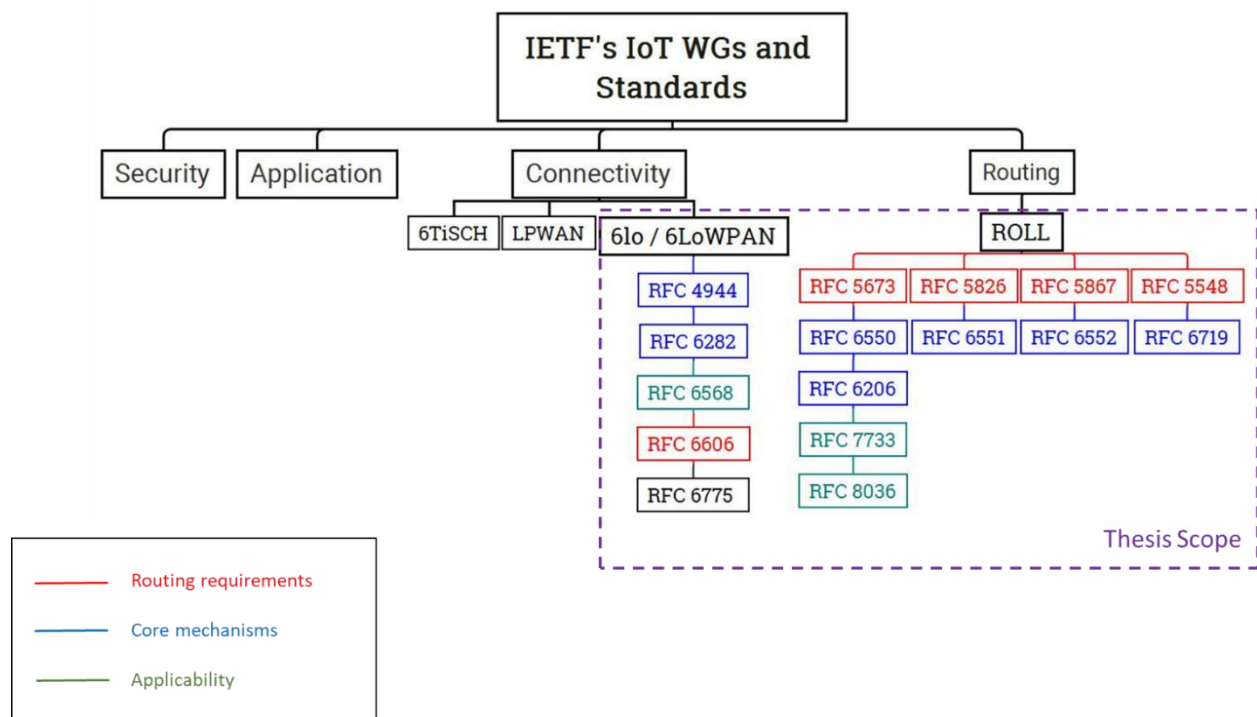 IETF's IoT WGs and
Standards
Security
Application
Connectivity
Routing
6TiSCH
LPWAN
6lo / 6LoWPAN
ROLL
RFC 4944
RFC 6282
RFC 6568
RFC 6606
RFC 6775
RFC 5673
RFC 5826
RFC 5867
RFC 5548
RFC 6550
RFC 6551
RFC 6552
RFC 6719
RFC 6206
RFC 7733
RFC 8036
Thesis Scope
Routing requirements
Core mechanisms
Applicability